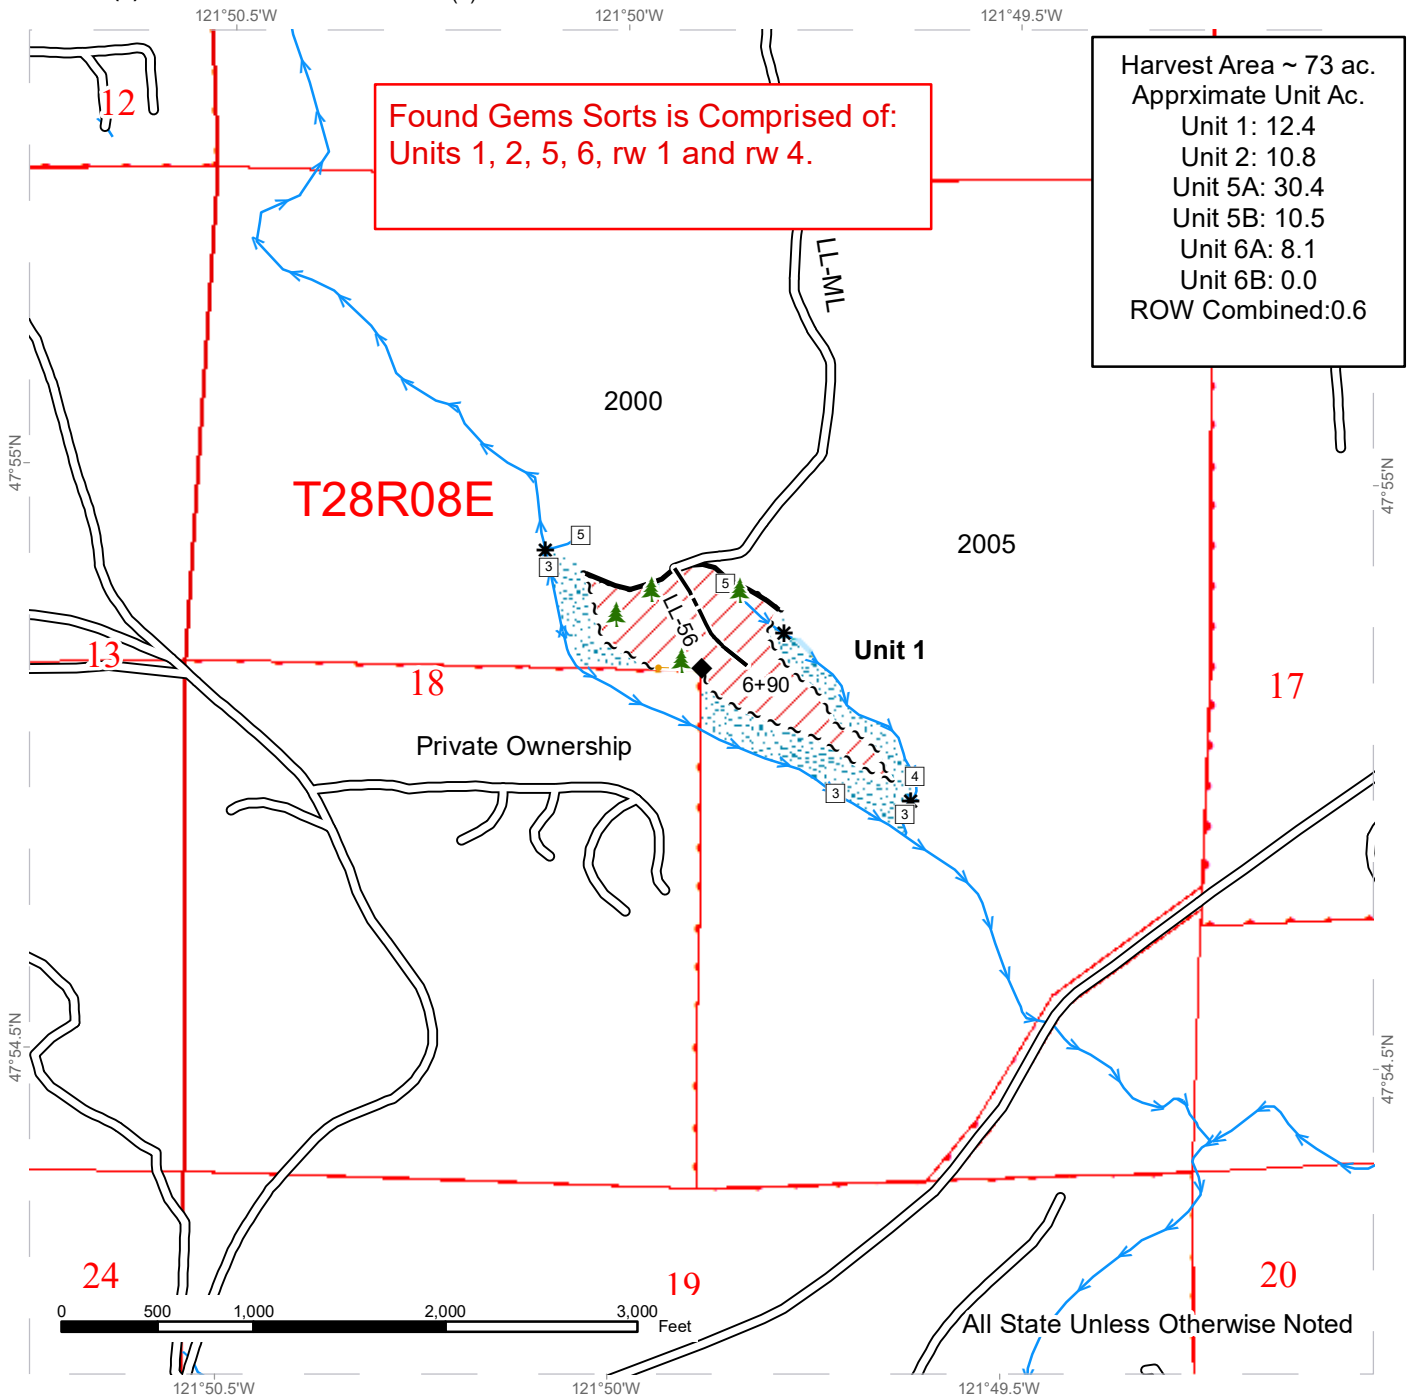 121°50.5'W
121°50'W
121°49.5'W
Harvest Area ~ 73 ac.
Apprximate Unit Ac.
Unit 1: 12.4
Unit 2: 10.8
Unit 5A: 30.4
Unit 5B: 10.5
Unit 6A: 8.1
Unit 6B: 0.0
ROW Combined:0.6
12
Found Gems Sorts is Comprised of:
Units 1, 2, 5, 6, rw 1 and rw 4.
LL-ML
2000
47°55'N
47°55'N
T28R08E
2005
5
3
5
LL-56
Unit 1
13
18
6+90
17
Private Ownership
4
3
3
47°54.5'N
47°54.5'N
24
19
20
0
500
1,000
2,000
3,000
Feet
All State Unless Otherwise Noted
121°50.5'W
121°50'W
121°49.5'W